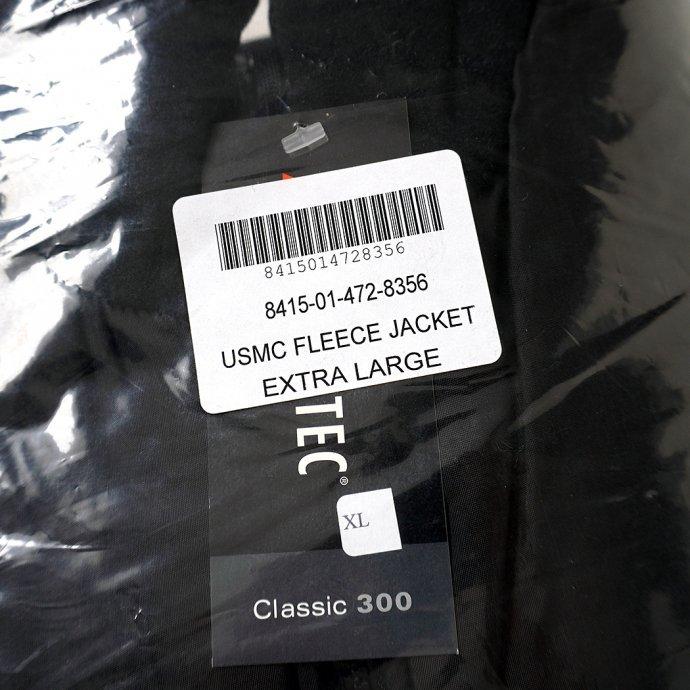 8415014728356
8415-01-472-8356
USMC FLEECE JACKET
EXTRA LARGE
TEC®
XL
Classic 300